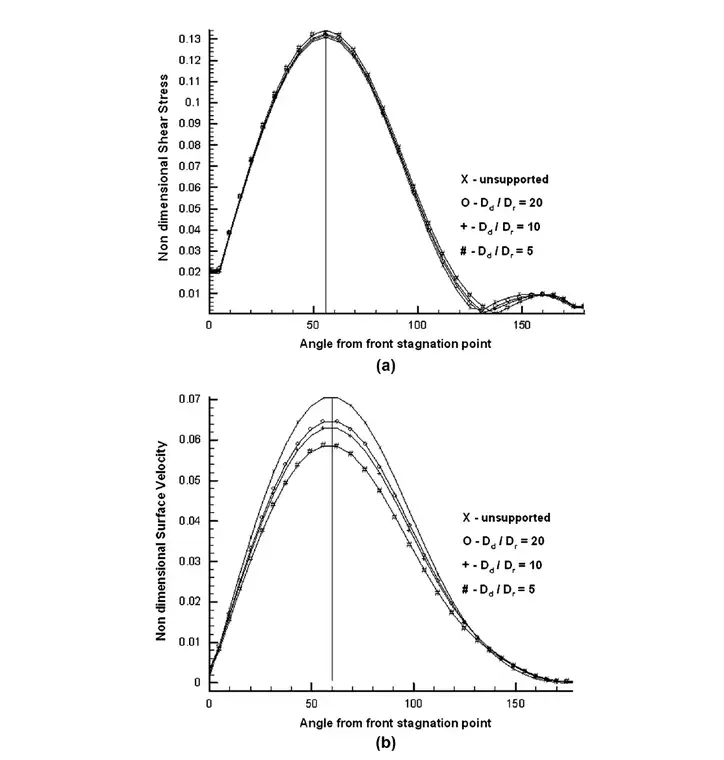 0.13
0.12
0.11
0.1
0.09
0.08
0.07
0.06
0.05
0.04
0.03
0.02
0.01
Non dimensional Shear Stress
X - unsupported
O - Dd / Dr = 20
+ - Dd / Dr = 10
# - Dd / Dr = 5
0 50 100 150
Angle from front stagnation point
(a)
0.07
0.06
0.05
0.04
0.03
0.02
0.01
0
Non dimensional Surface Velocity
X - unsupported
O - Dd / Dr = 20
+ - Dd / Dr = 10
# - Dd / Dr = 5
0 50 100 150
Angle from front stagnation point
(b)